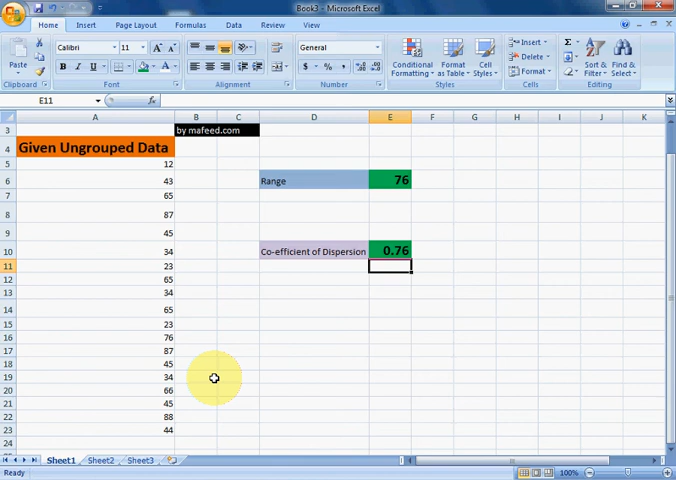 Book3 - Microsoft Excel
Home Insert Page Layout Formulas Data Review View
Paste
Calibri 11
B I U
General
$ % ,
Conditional Formatting
Format as Table
Cell Styles
Insert
Delete
Format
Σ
Sort & Filter
Find & Select
Clipboard Font Alignment Number Styles Cells Editing
E11 fx
A B C D E F G H I J K
3 by mafeed.com
4 Given Ungrouped Data
5 12
6 43 Range 76
7 65
8 87
9 45
10 34 Co-efficient of Dispersion 0.76
11 23
12 65
13 34
14 65
15 23
16 76
17 87
18 45
19 34
20 66
21 45
22 88
23 44
24
Sheet1 Sheet2 Sheet3
Ready 100%